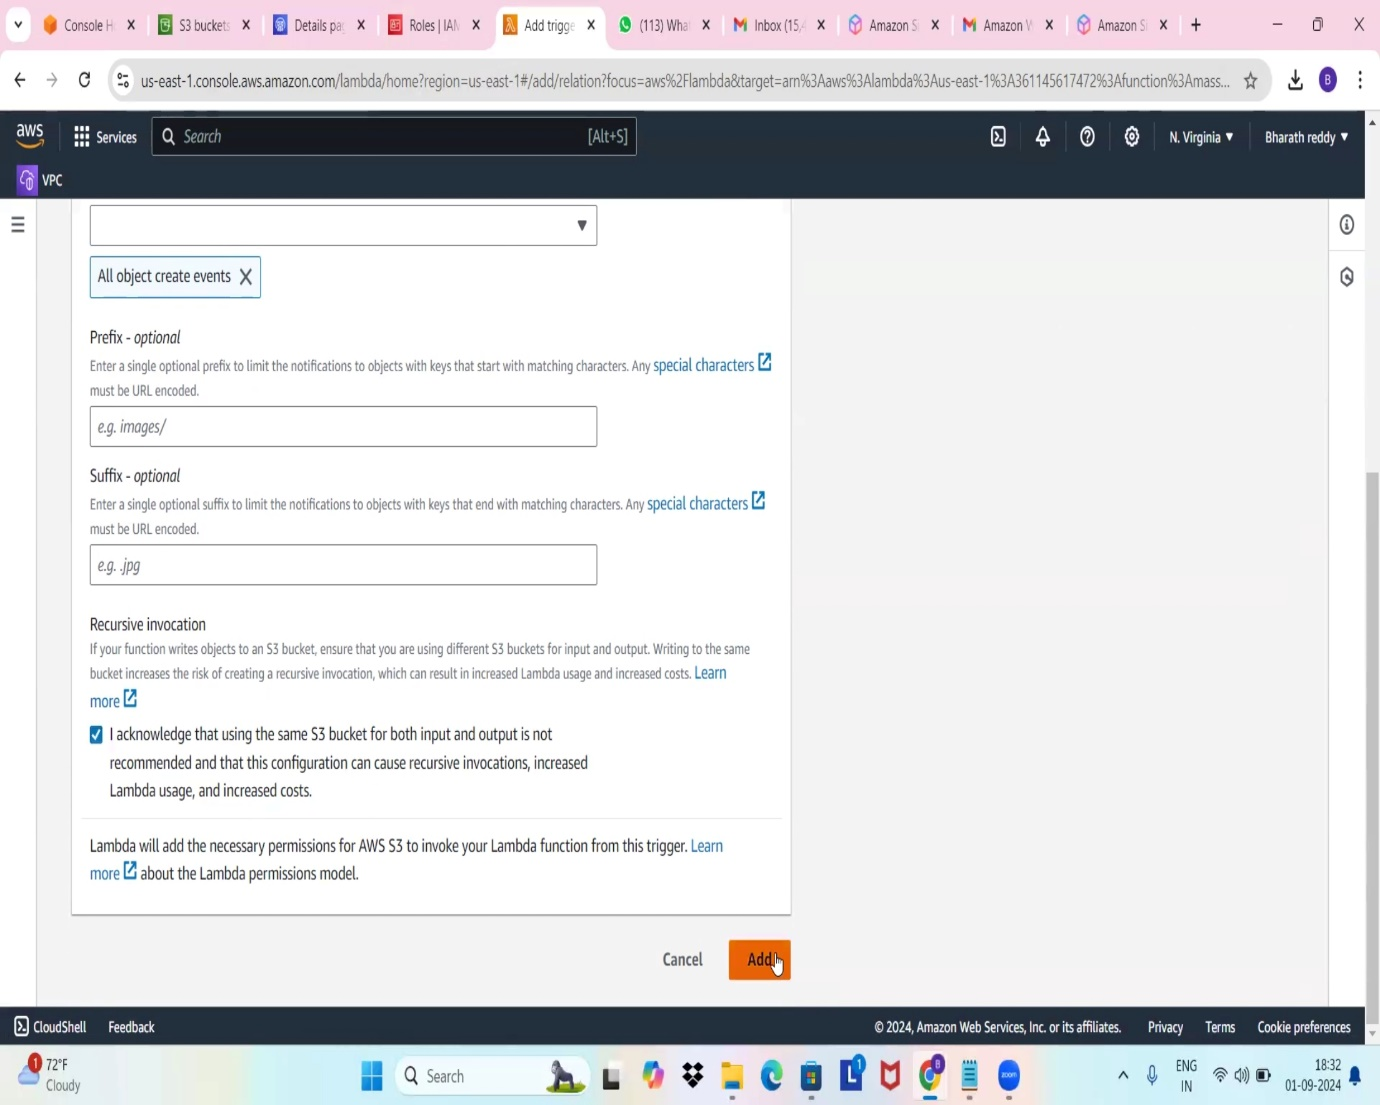 Console H
S3 buckets
Details pa
Roles | IAM
Add trigge
(113) What
Inbox (15,
Amazon S
Amazon V
Amazon S
us-east-1.console.aws.amazon.com/lambda/home?region=us-east-1#/add/relation?focus=aws%2Flambda&target=arn%3Aaws%3Alambda%3Aus-east-1%3A361145617472%3Afunction%3Amass...
B
aws
Services
Search
[Alt+S]
N. Virginia
Bharath reddy
VPC
All object create events
Prefix - optional
Enter a single optional prefix to limit the notifications to objects with keys that start with matching characters. Any special characters
must be URL encoded.
e.g. images/
Suffix - optional
Enter a single optional suffix to limit the notifications to objects with keys that end with matching characters. Any special characters
must be URL encoded.
e.g. .jpg
Recursive invocation
If your function writes objects to an S3 bucket, ensure that you are using different S3 buckets for input and output. Writing to the same
bucket increases the risk of creating a recursive invocation, which can result in increased Lambda usage and increased costs. Learn
more
I acknowledge that using the same S3 bucket for both input and output is not
recommended and that this configuration can cause recursive invocations, increased
Lambda usage, and increased costs.
Lambda will add the necessary permissions for AWS S3 to invoke your Lambda function from this trigger. Learn
more about the Lambda permissions model.
Cancel
Add
CloudShell
Feedback
© 2024, Amazon Web Services, Inc. or its affiliates.
Privacy
Terms
Cookie preferences
1
72°F
Cloudy
Search
L
1
B
zoom
ENG
IN
18:32
01-09-2024